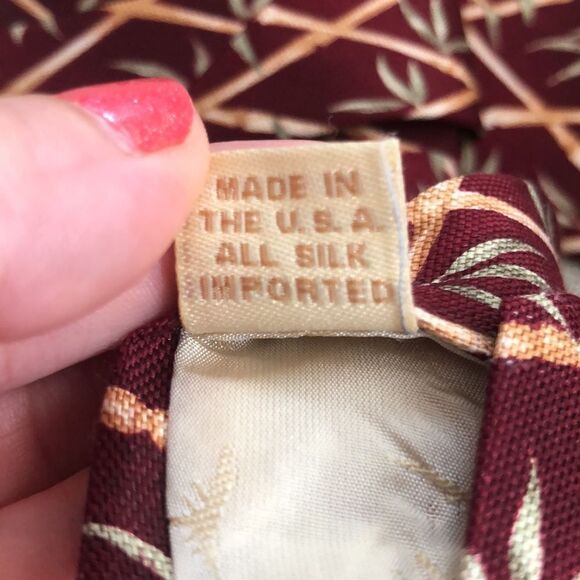 MADE IN
THE U.S.A.
ALL SILK
IMPORTED